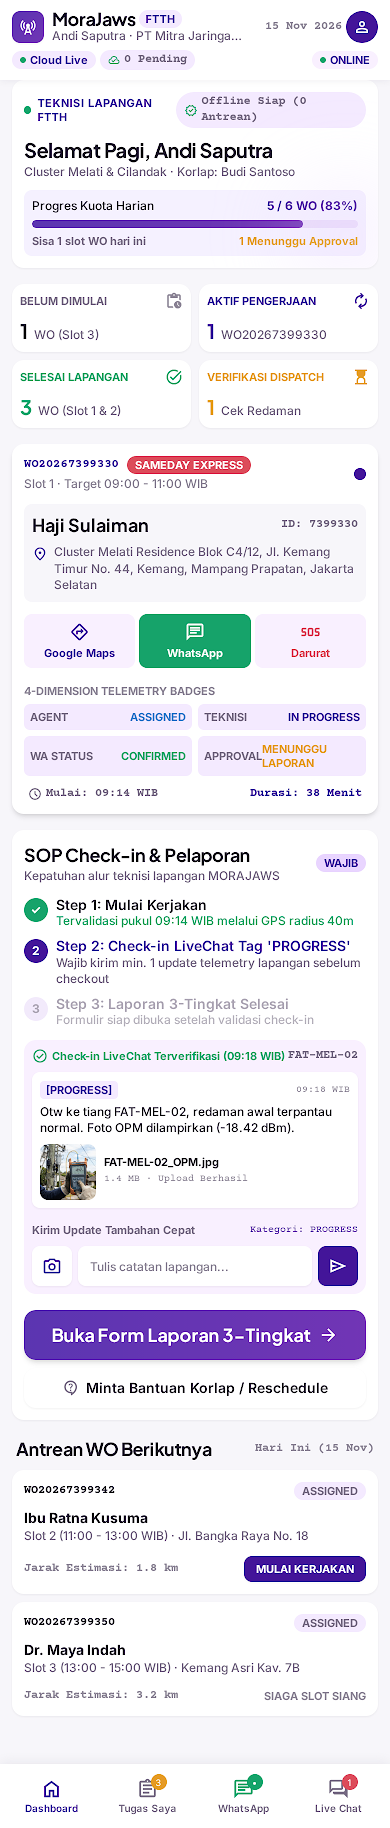 MoraJaws FTTH
Andi Saputra · PT Mitra Jaringa...
15 Nov 2026
Cloud Live
0 Pending
ONLINE
TEKNISI LAPANGAN
FTTH
Offline Siap (0
Antrean)
Selamat Pagi, Andi Saputra
Cluster Melati & Cilandak · Korlap: Budi Santoso
Progres Kuota Harian
5 / 6 WO (83%)
Sisa 1 slot WO hari ini
1 Menunggu Approval
BELUM DIMULAI
1 WO (Slot 3)
AKTIF PENGERJAAN
1 WO20267399330
SELESAI LAPANGAN
3 WO (Slot 1 & 2)
VERIFIKASI DISPATCH
1 Cek Redaman
WO20267399330 SAMEDAY EXPRESS
Slot 1 · Target 09:00 - 11:00 WIB
Haji Sulaiman
ID: 7399330
Cluster Melati Residence Blok C4/12, Jl. Kemang
Timur No. 44, Kemang, Mampang Prapatan, Jakarta
Selatan
Google Maps
WhatsApp
SOS
Darurat
4-DIMENSION TELEMETRY BADGES
AGENT ASSIGNED
TEKNISI IN PROGRESS
WA STATUS CONFIRMED
APPROVAL MENUNGGU
LAPORAN
Mulai: 09:14 WIB
Durasi: 38 Menit
SOP Check-in & Pelaporan
Kepatuhan alur teknisi lapangan MORAJAWS
WAJIB
Step 1: Mulai Kerjakan
Tervalidasi pukul 09:14 WIB melalui GPS radius 40m
2
Step 2: Check-in LiveChat Tag 'PROGRESS'
Wajib kirim min. 1 update telemetry lapangan sebelum
checkout
3
Step 3: Laporan 3-Tingkat Selesai
Formulir siap dibuka setelah validasi check-in
Check-in LiveChat Terverifikasi (09:18 WIB) FAT-MEL-02
[PROGRESS]
09:18 WIB
Otw ke tiang FAT-MEL-02, redaman awal terpantau
normal. Foto OPM dilampirkan (-18.42 dBm).
FAT-MEL-02_OPM.jpg
1.4 MB · Upload Berhasil
Kirim Update Tambahan Cepat
Kategori: PROGRESS
Tulis catatan lapangan...
Buka Form Laporan 3-Tingkat →
Minta Bantuan Korlap / Reschedule
Antrean WO Berikutnya
Hari Ini (15 Nov)
WO20267399342
ASSIGNED
Ibu Ratna Kusuma
Slot 2 (11:00 - 13:00 WIB) · Jl. Bangka Raya No. 18
Jarak Estimasi: 1.8 km
MULAI KERJAKAN
WO20267399350
ASSIGNED
Dr. Maya Indah
Slot 3 (13:00 - 15:00 WIB) · Kemang Asri Kav. 7B
Jarak Estimasi: 3.2 km
SIAGA SLOT SIANG
Dashboard
3
Tugas Saya
WhatsApp
1
Live Chat